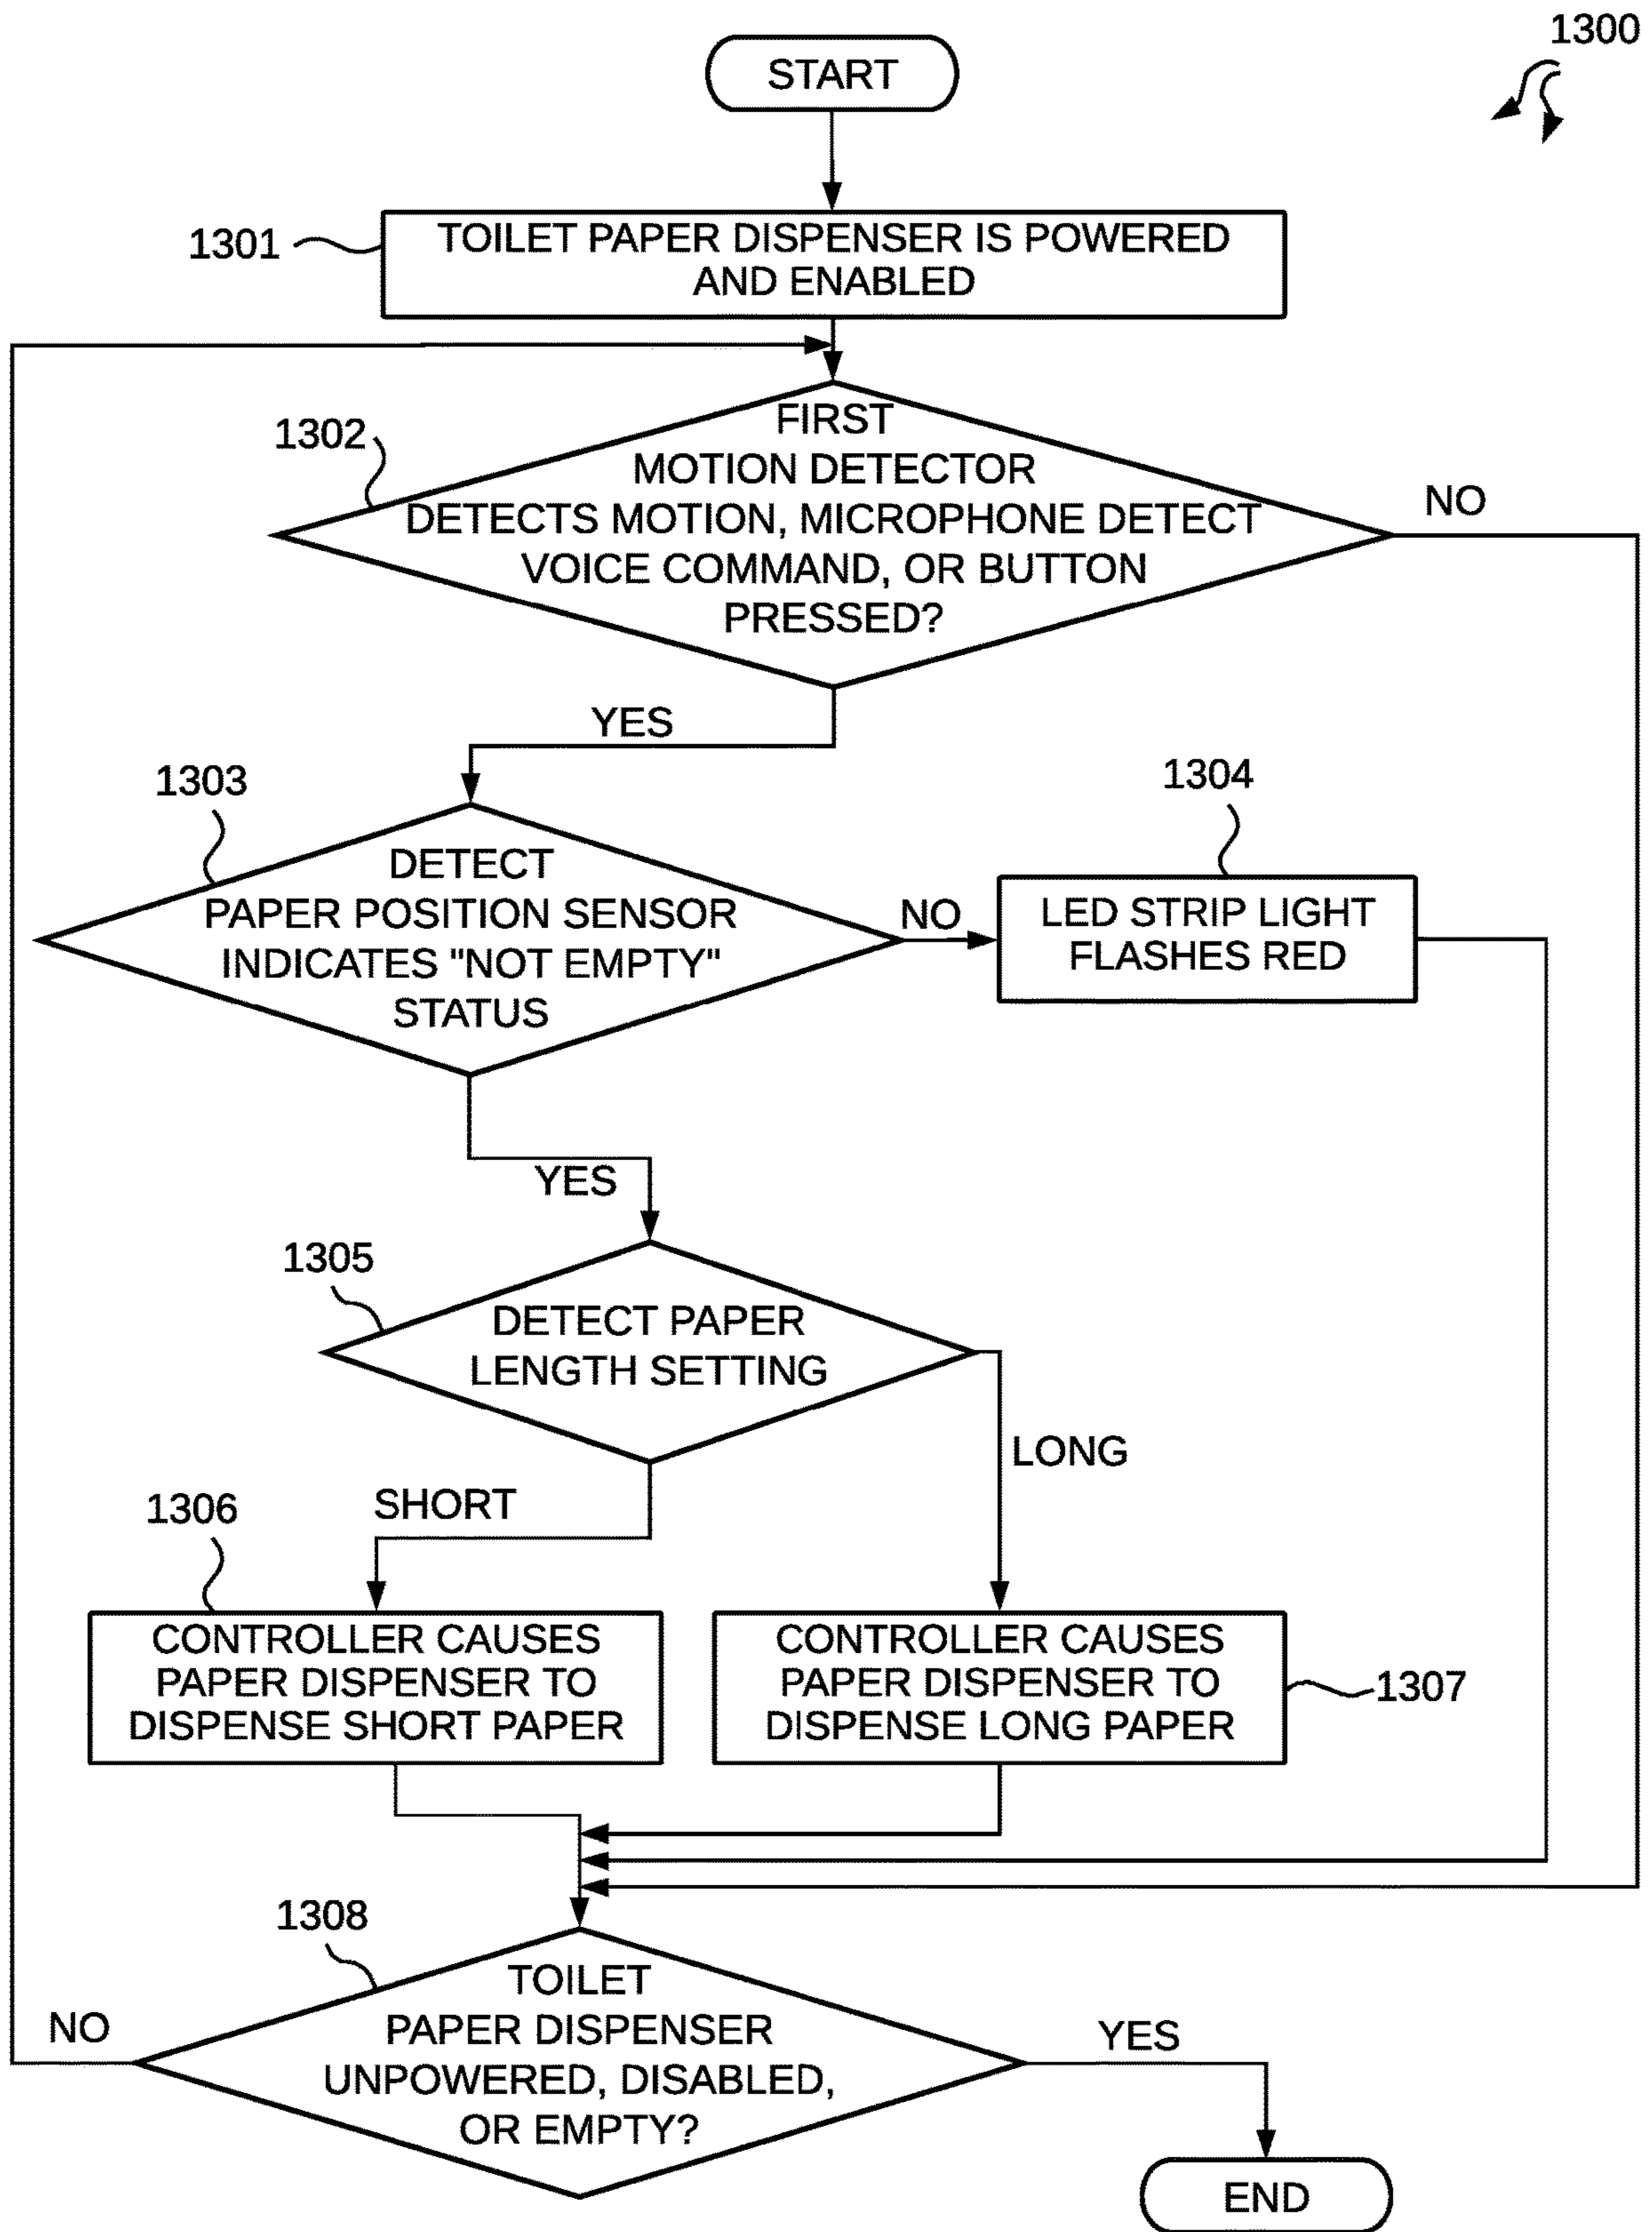 1300
START
1301
TOILET PAPER DISPENSER IS POWERED
AND ENABLED
1302
FIRST
MOTION DETECTOR
DETECTS MOTION, MICROPHONE DETECT
VOICE COMMAND, OR BUTTON
PRESSED?
NO
YES
1303
DETECT
PAPER POSITION SENSOR
INDICATES "NOT EMPTY"
STATUS
NO
1304
LED STRIP LIGHT
FLASHES RED
YES
1305
DETECT PAPER
LENGTH SETTING
LONG
SHORT
1306
CONTROLLER CAUSES
PAPER DISPENSER TO
DISPENSE SHORT PAPER
CONTROLLER CAUSES
PAPER DISPENSER TO
DISPENSE LONG PAPER
1307
1308
TOILET
PAPER DISPENSER
UNPOWERED, DISABLED,
OR EMPTY?
NO
YES
END